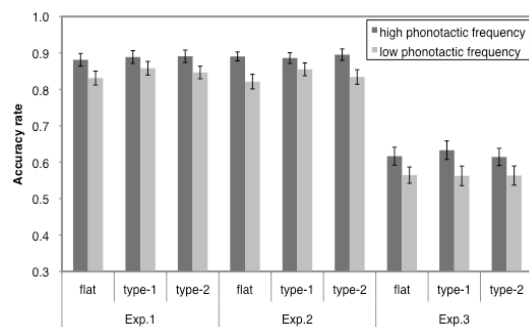 high phonotactic frequency
low phonotactic frequency
Accuracy rate
1.0
0.9
0.8
0.7
0.6
0.5
0.4
0.3
flat type-1 type-2 flat type-1 type-2 flat type-1 type-2
Exp.1 Exp.2 Exp.3